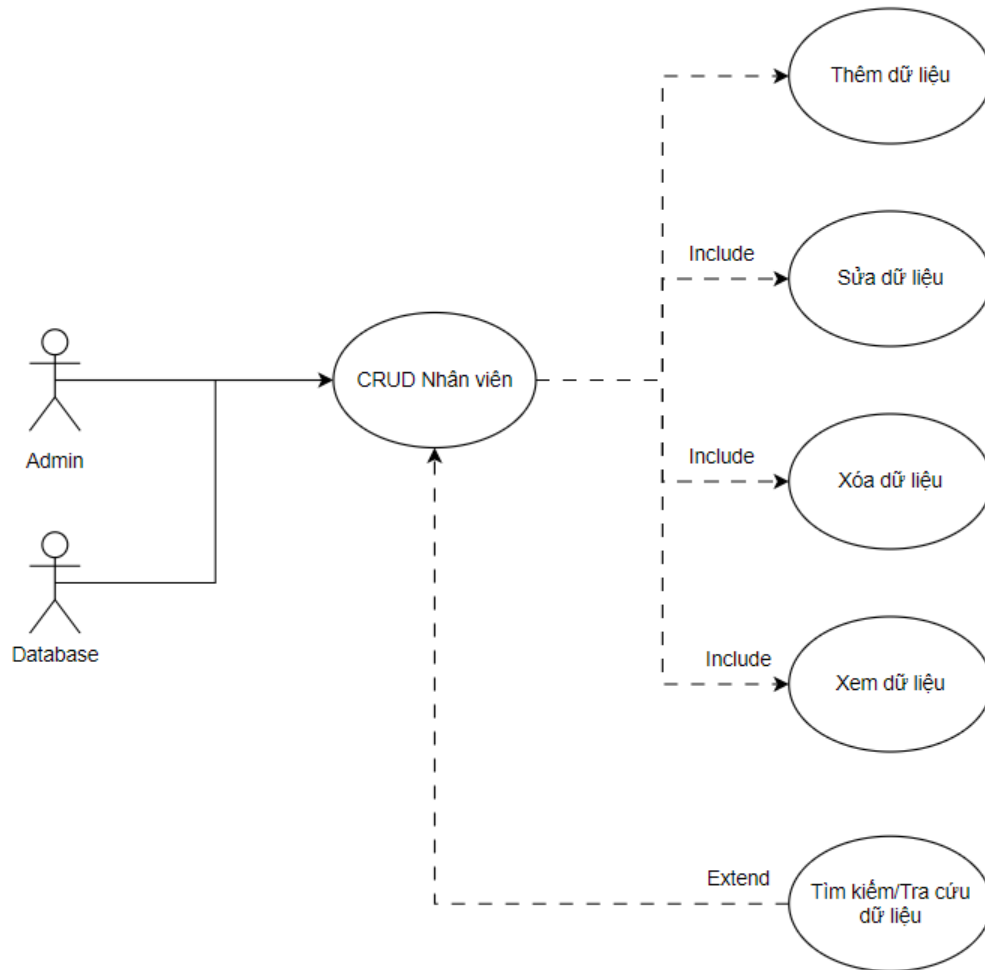 Thêm dữ liệu
Include
Sửa dữ liệu
CRUD Nhân viên
Admin
Include
Xóa dữ liệu
Database
Include
Xem dữ liệu
Extend
Tìm kiếm/Tra cứu
dữ liệu